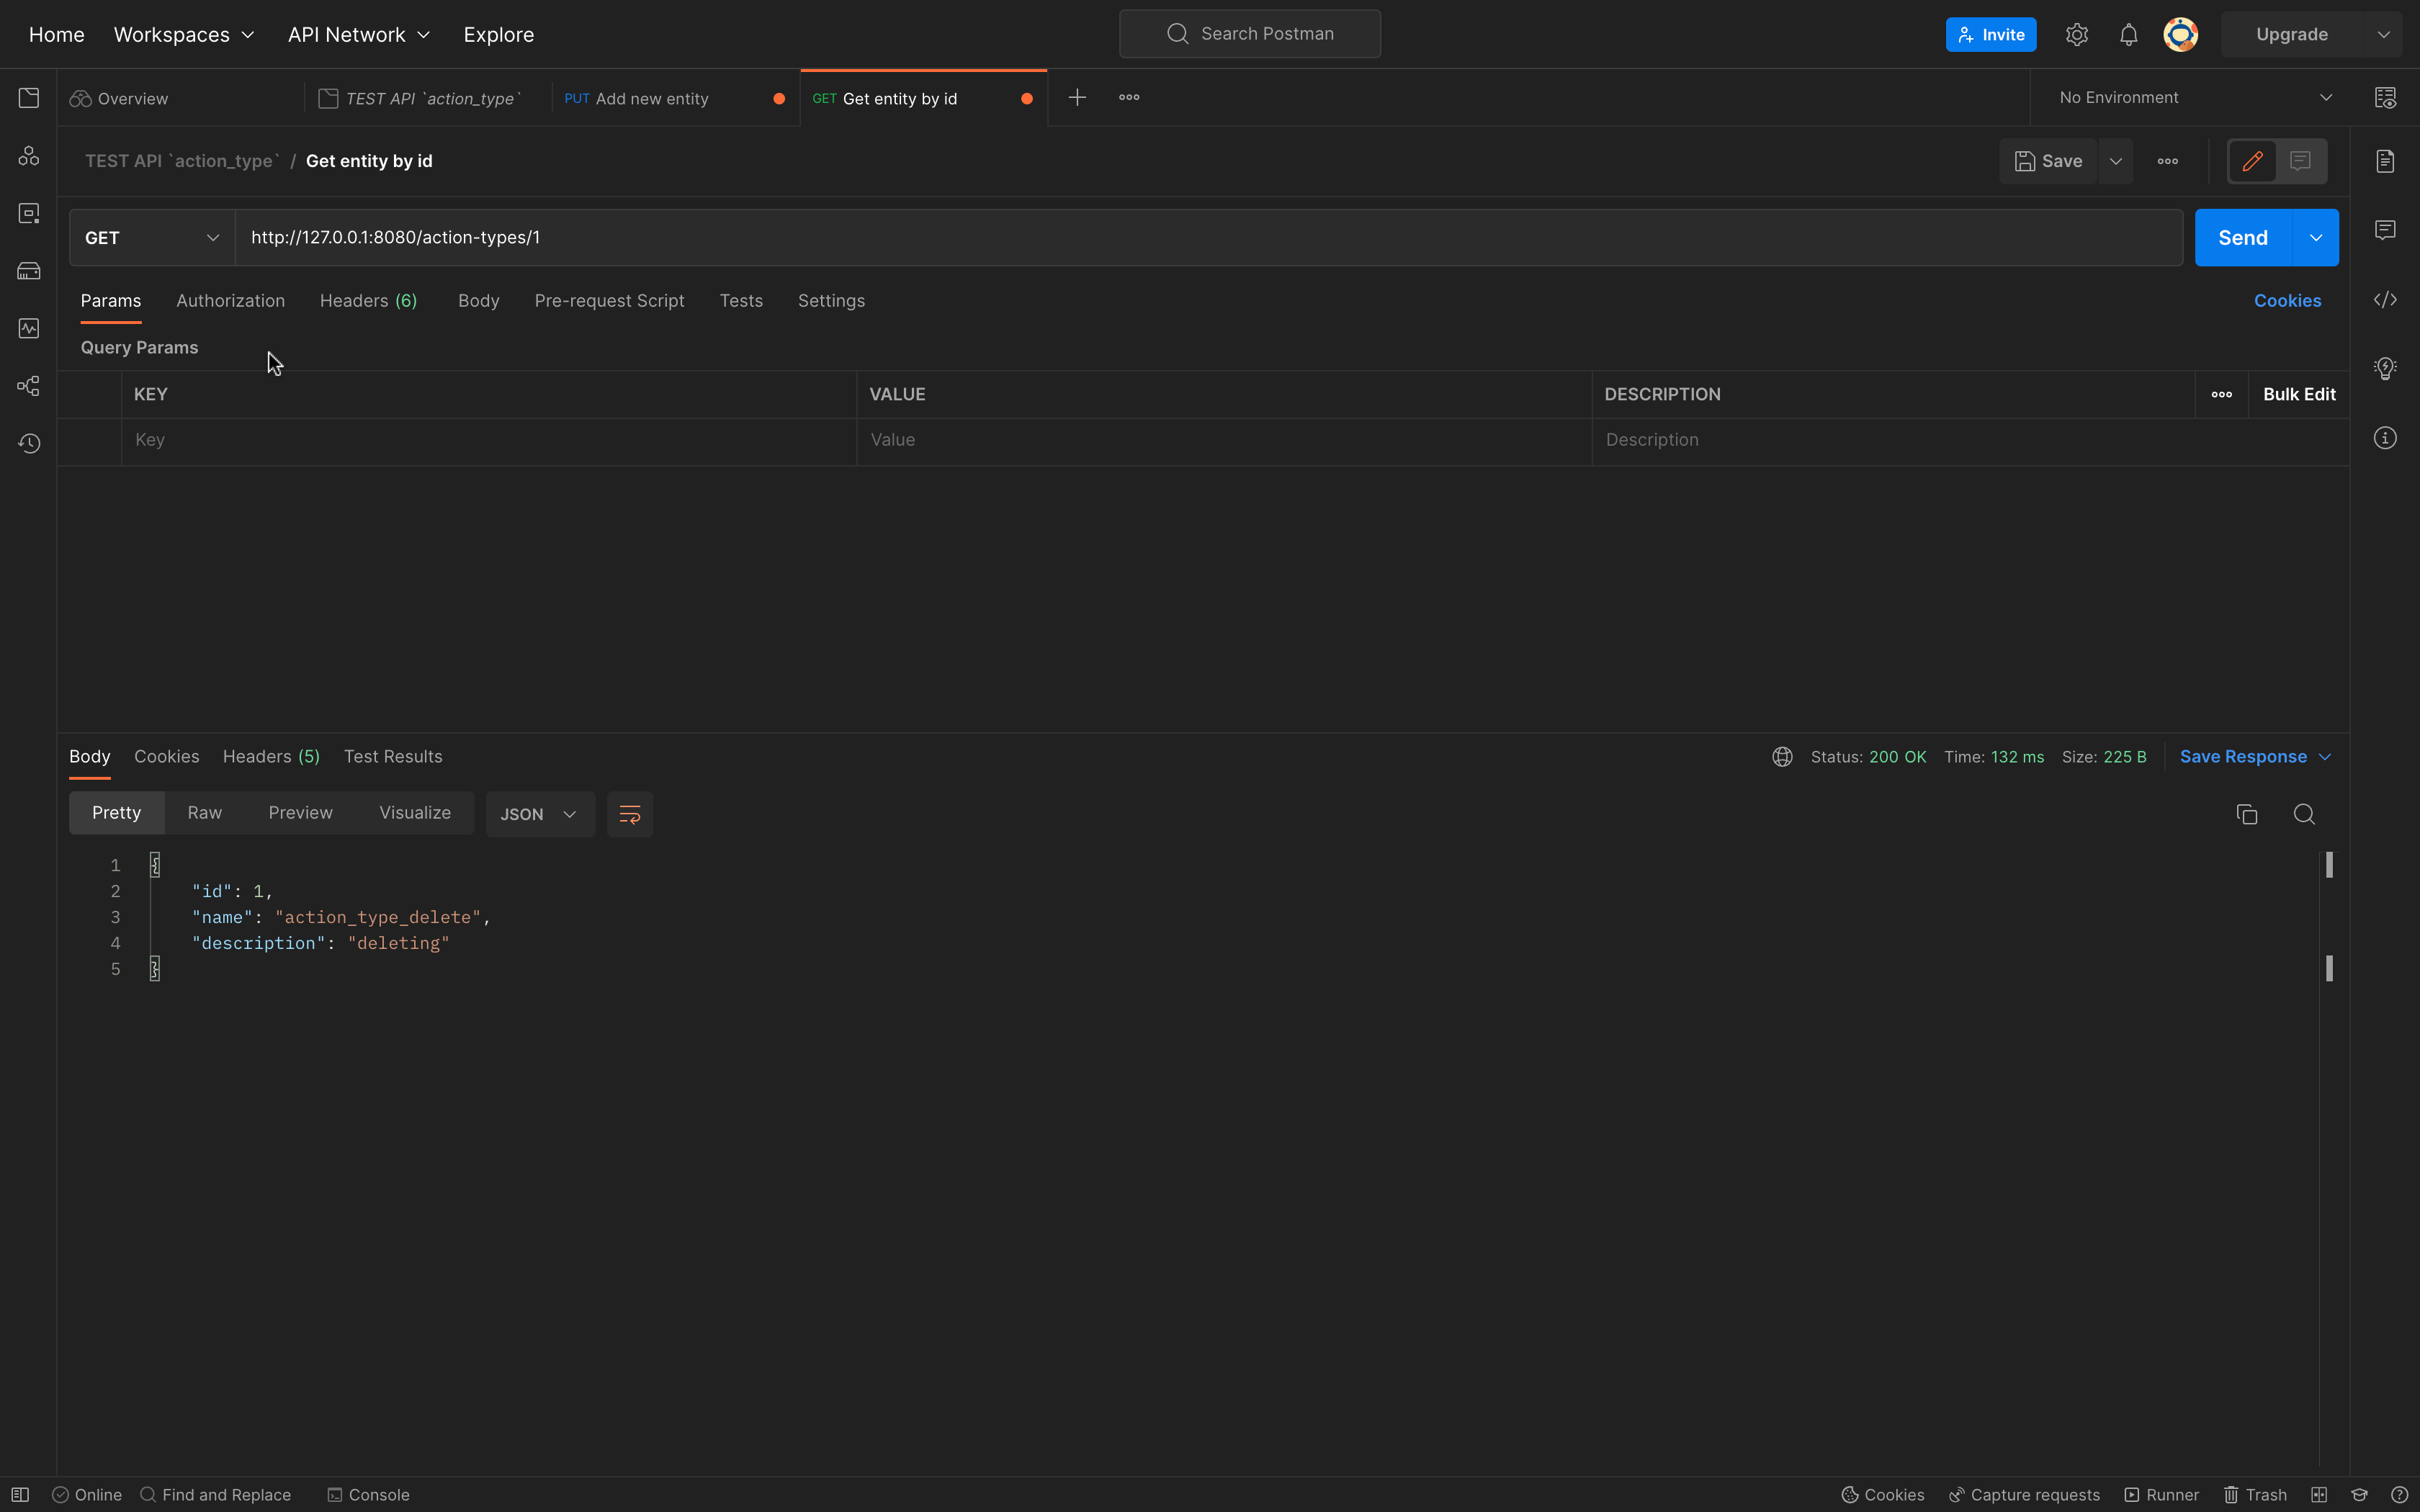 Home Workspaces API Network Explore Search Postman Invite Upgrade
Overview TEST API `action_type` PUT Add new entity GET Get entity by id No Environment
TEST API `action_type` / Get entity by id Save
GET http://127.0.0.1:8080/action-types/1 Send
Params Authorization Headers (6) Body Pre-request Script Tests Settings Cookies
Query Params
KEY VALUE DESCRIPTION Bulk Edit
Key Value Description
Body Cookies Headers (5) Test Results Status: 200 OK Time: 132 ms Size: 225 B Save Response
Pretty Raw Preview Visualize JSON
1 {
2 "id": 1,
3 "name": "action_type_delete",
4 "description": "deleting"
5 }
Online Find and Replace Console Cookies Capture requests Runner Trash